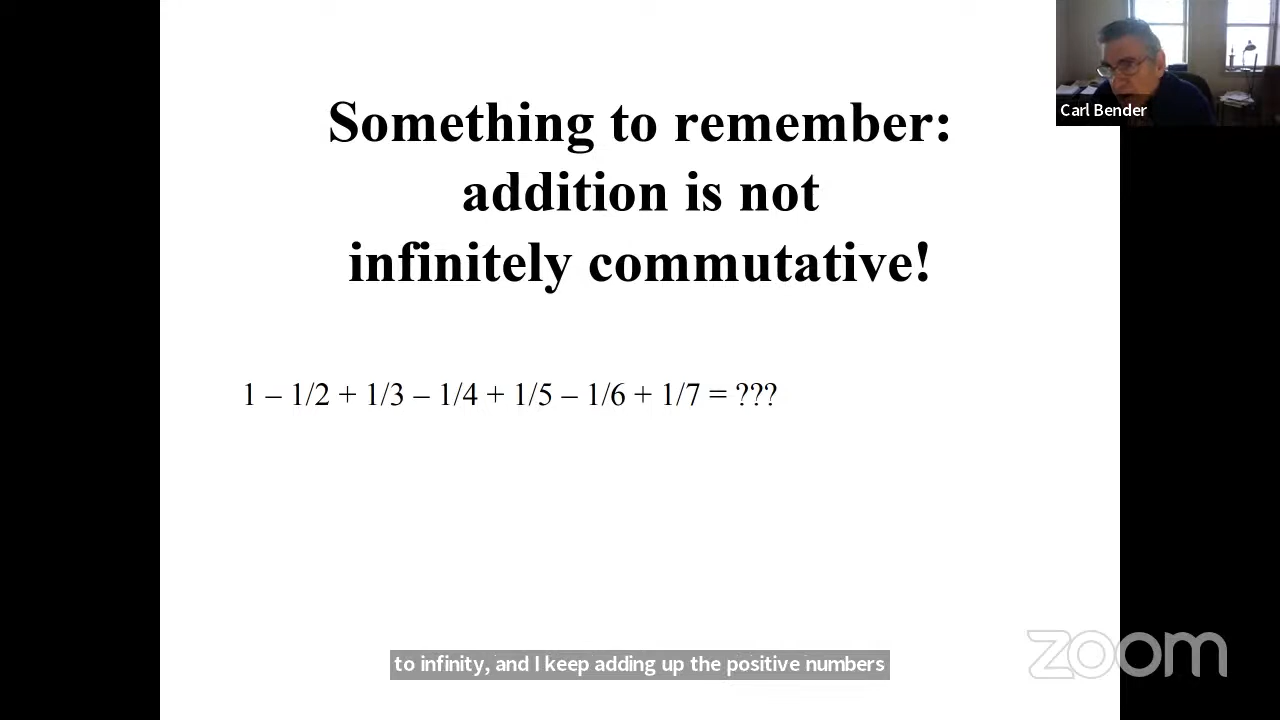 Something to remember:
addition is not
infinitely commutative!
Carl Bender
1 – 1/2 + 1/3 – 1/4 + 1/5 – 1/6 + 1/7 = ???
to infinity, and I keep adding up the positive numbers
zoom